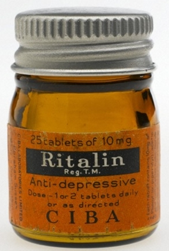 25 tablets of 10 mg
Ritalin
Reg. T.M.
Anti-depressive
Dose:-1 or 2 tablets daily
or as directed
CIBA